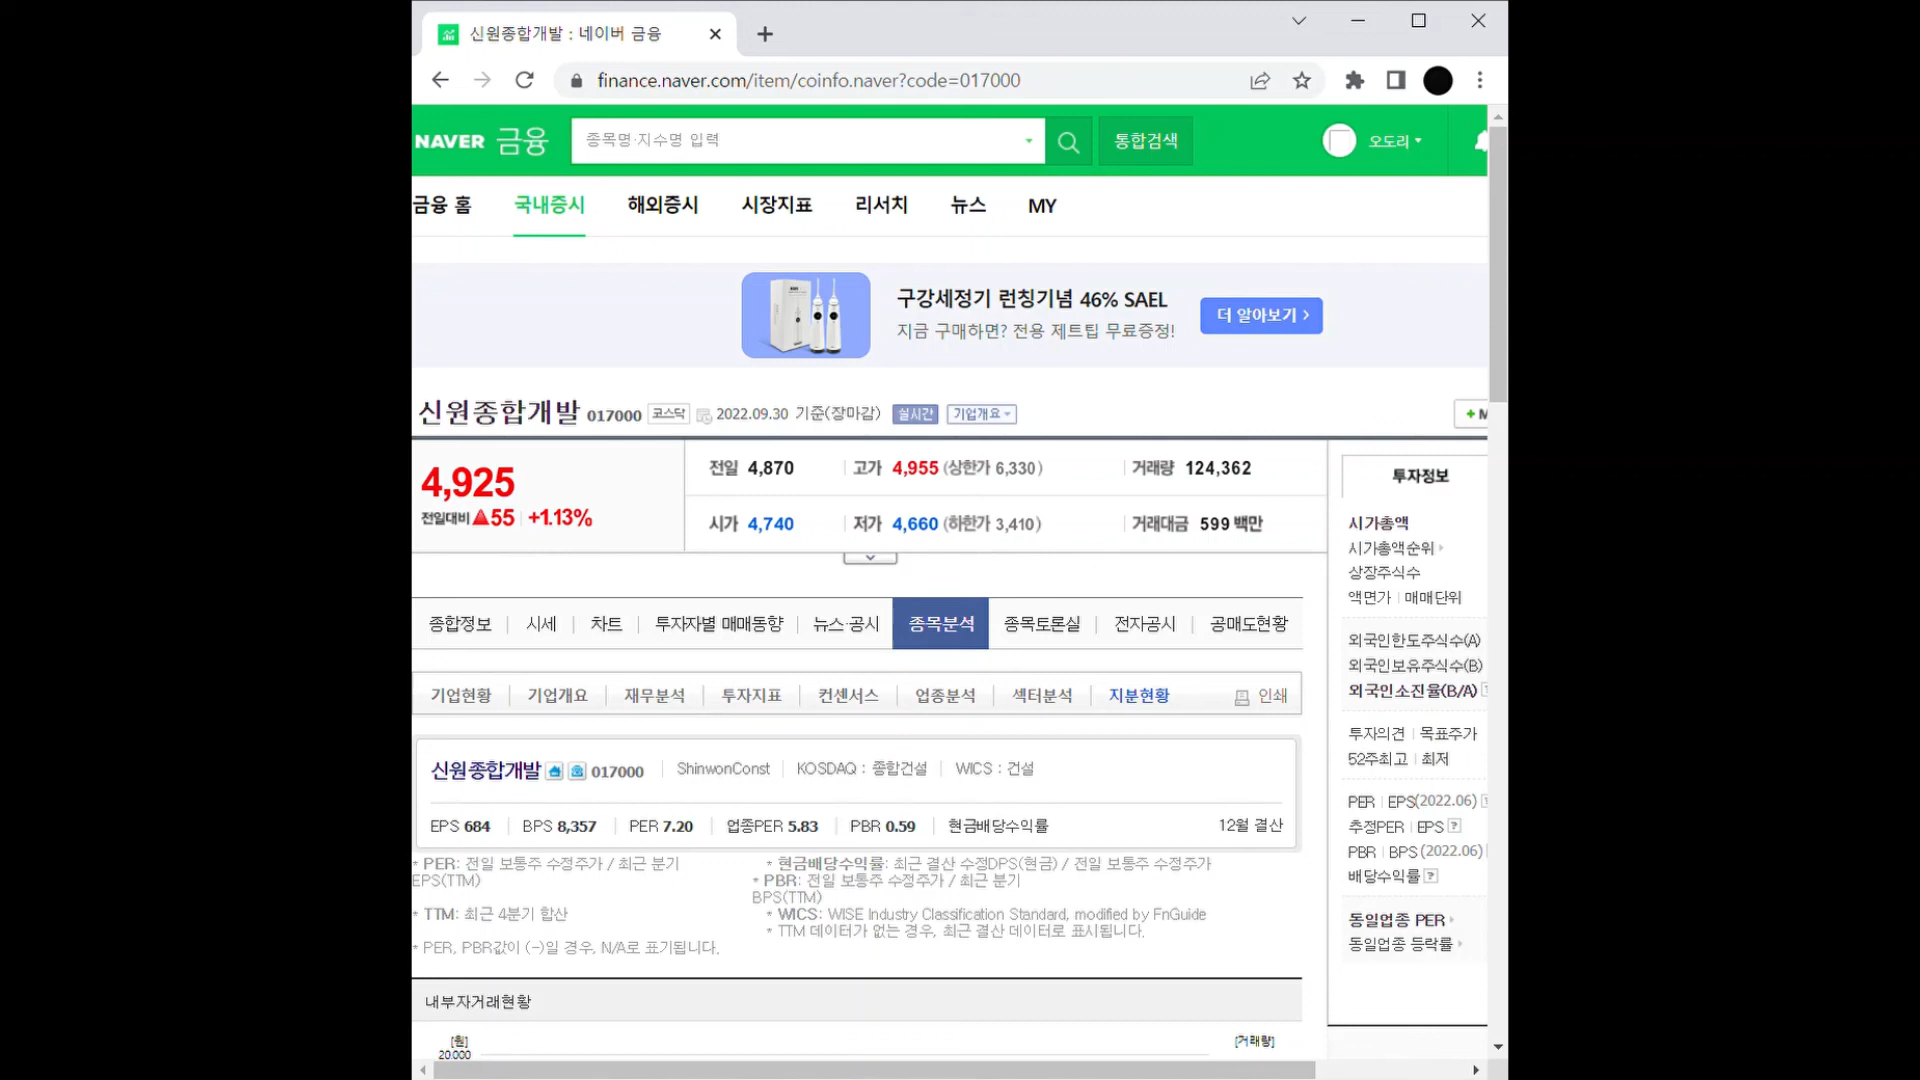 신원종합개발 : 네이버 금융
finance.naver.com/item/coinfo.naver?code=017000
NAVER 금융 종목명·지수명 입력 통합검색 오도리
금융 홈 국내증시 해외증시 시장지표 리서치 뉴스 MY
구강세정기 런칭기념 46% SAEL
지금 구매하면? 전용 제트팁 무료증정!
더 알아보기 >
신원종합개발 017000 코스닥 2022.09.30 기준(장마감) 실시간 기업개요
+ M
4,925
전일대비 ▲55 +1.13%
전일 4,870 고가 4,955 (상한가 6,330) 거래량 124,362
시가 4,740 저가 4,660 (하한가 3,410) 거래대금 599 백만
종합정보 시세 차트 투자자별 매매동향 뉴스·공시 종목분석 종목토론실 전자공시 공매도현황
기업현황 기업개요 재무분석 투자지표 컨센서스 업종분석 섹터분석 지분현황 인쇄
신원종합개발 017000 ShinwonConst KOSDAQ : 종합건설 WICS : 건설
EPS 684 BPS 8,357 PER 7.20 업종PER 5.83 PBR 0.59 현금배당수익률 12월 결산
* PER: 전일 보통주 수정주가 / 최근 분기
EPS(TTM)
* TTM: 최근 4분기 합산
* PER, PBR값이 (-)일 경우, N/A로 표기됩니다.
* 현금배당수익률: 최근 결산 수정DPS(현금) / 전일 보통주 수정주가
* PBR: 전일 보통주 수정주가 / 최근 분기
BPS(TTM)
* WICS: WISE Industry Classification Standard, modified by FnGuide
* TTM 데이터가 없는 경우, 최근 결산 데이터로 표시됩니다.
내부자거래현황
[원] [거래량]
20,000
투자정보
시가총액
시가총액순위
상장주식수
액면가 매매단위
외국인한도주식수(A)
외국인보유주식수(B)
외국인소진율(B/A)
투자의견 목표주가
52주최고 최저
PER EPS(2022.06)
추정PER EPS ?
PBR BPS (2022.06)
배당수익률 ?
동일업종 PER
동일업종 등락률